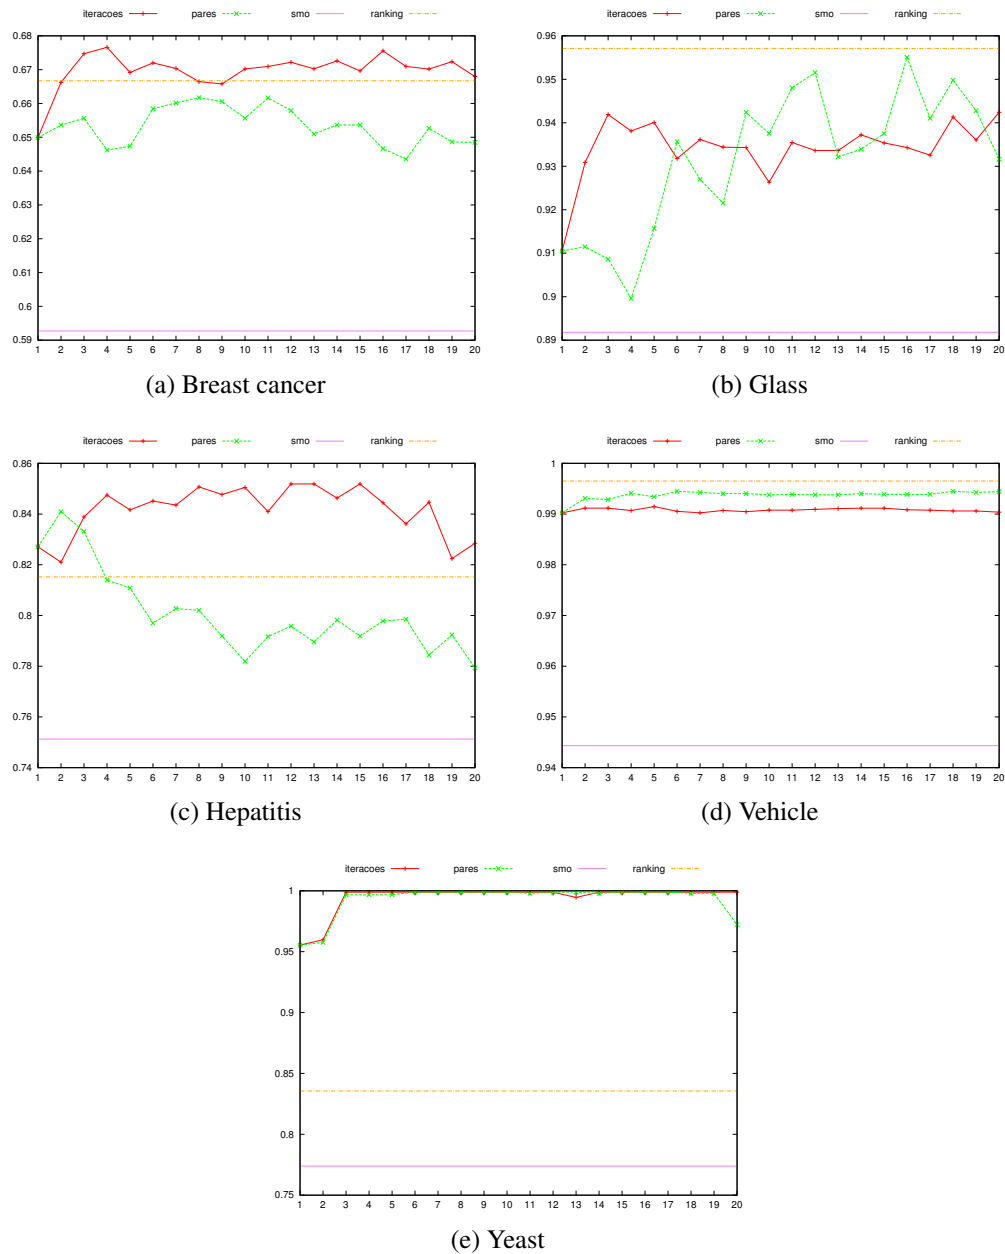 iteracoes pares smo ranking
0.68
0.67
0.66
0.65
0.64
0.63
0.62
0.61
0.6
0.59
1 2 3 4 5 6 7 8 9 10 11 12 13 14 15 16 17 18 19 20
(a) Breast cancer
iteracoes pares smo ranking
0.96
0.95
0.94
0.93
0.92
0.91
0.9
0.89
1 2 3 4 5 6 7 8 9 10 11 12 13 14 15 16 17 18 19 20
(b) Glass
iteracoes pares smo ranking
0.86
0.84
0.82
0.8
0.78
0.76
0.74
1 2 3 4 5 6 7 8 9 10 11 12 13 14 15 16 17 18 19 20
(c) Hepatitis
iteracoes pares smo ranking
1
0.99
0.98
0.97
0.96
0.95
0.94
1 2 3 4 5 6 7 8 9 10 11 12 13 14 15 16 17 18 19 20
(d) Vehicle
iteracoes pares smo ranking
1
0.95
0.9
0.85
0.8
0.75
1 2 3 4 5 6 7 8 9 10 11 12 13 14 15 16 17 18 19 20
(e) Yeast